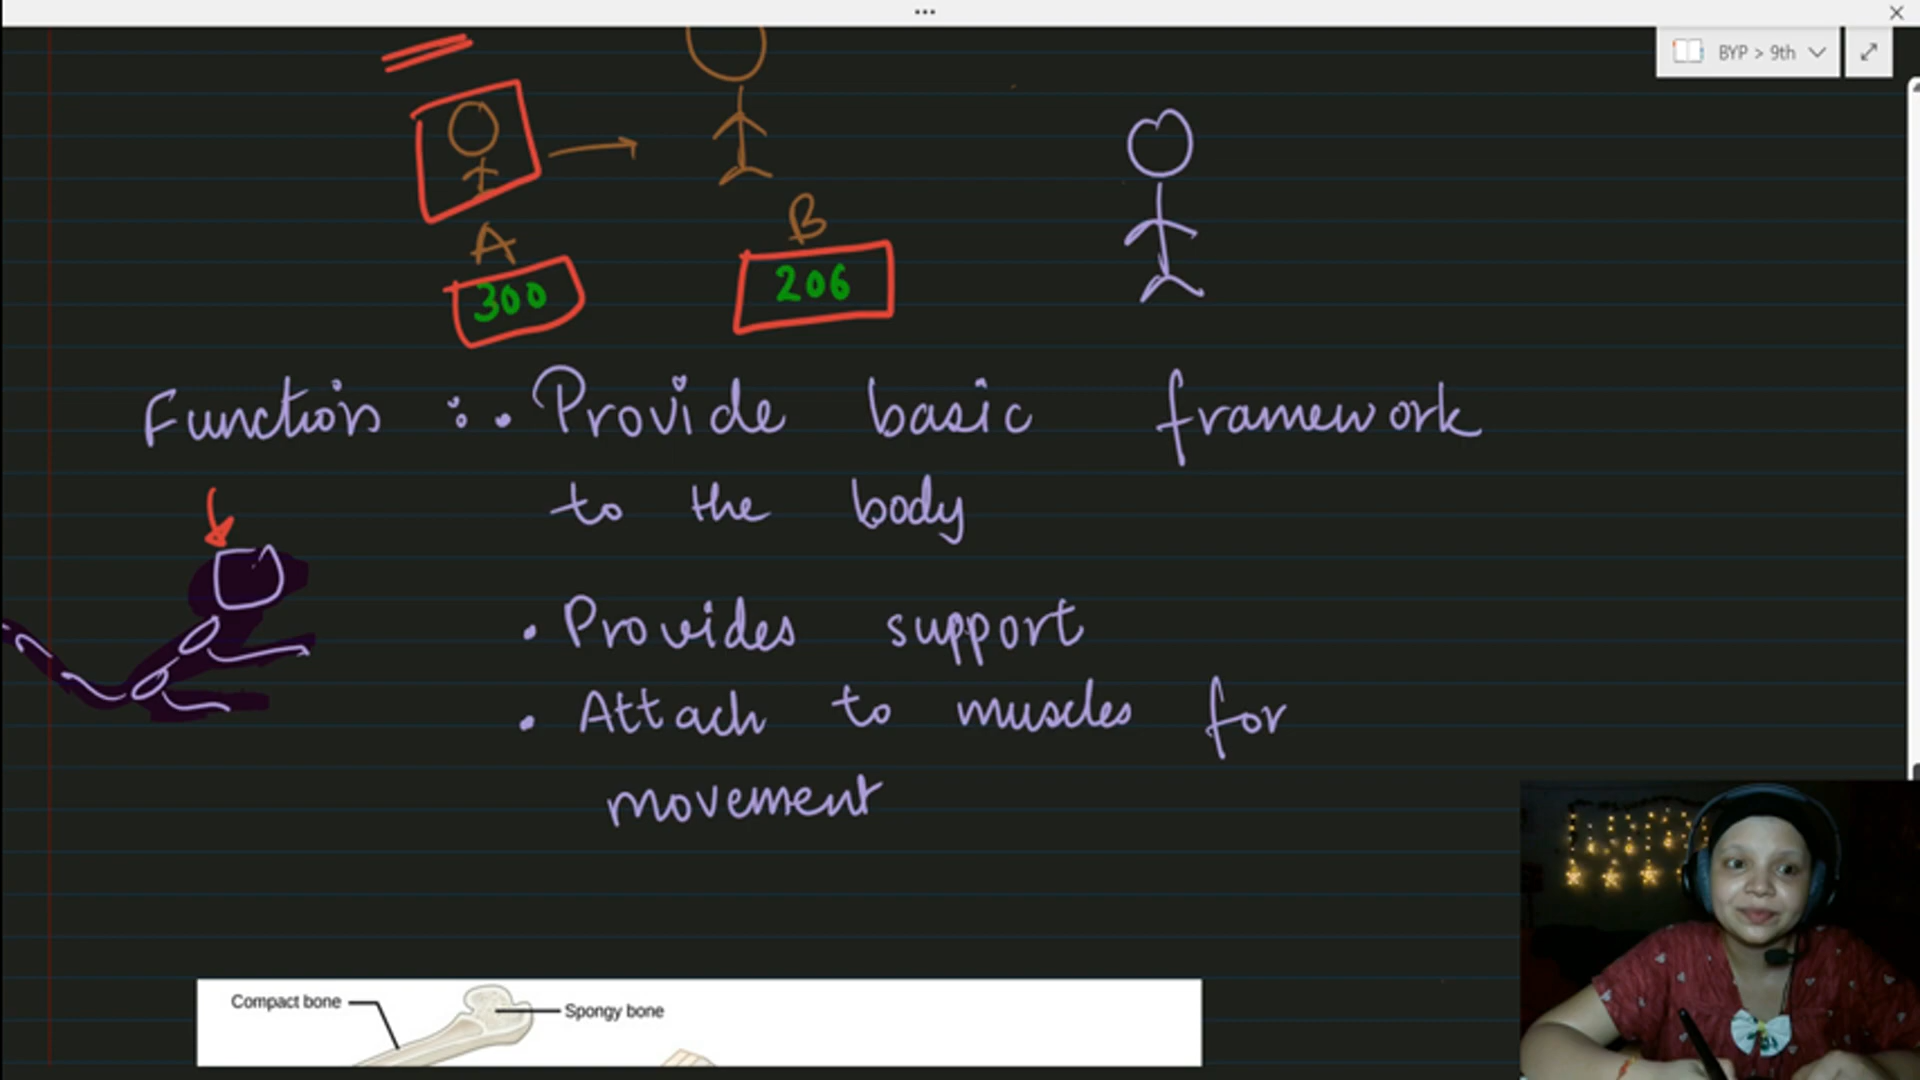 BYP > 9th
A
B
300
206
Function : • Provide basic framework
to the body
• Provides support
• Attach to muscles for
movement
Compact bone
Spongy bone